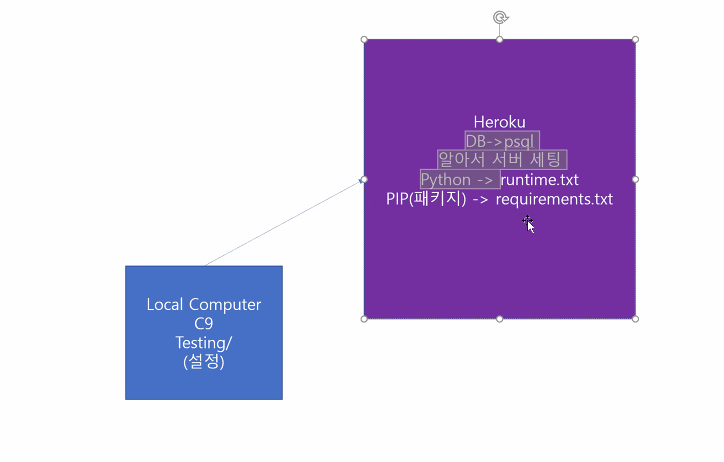 Heroku
DB->psql
알아서 서버 세팅
Python -> runtime.txt
PIP(패키지) -> requirements.txt
Local Computer
C9
Testing/
(설정)